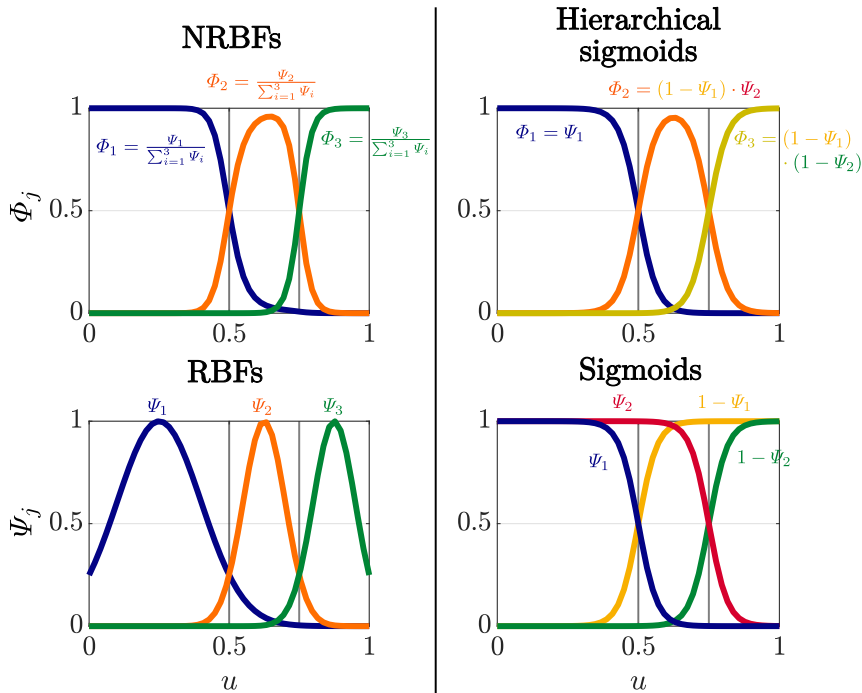 NRBFs
Φ₂ = Ψ₂ / ∑³ᵢ₌₁ Ψᵢ
1
Φ₁ = Ψ₁ / ∑³ᵢ₌₁ Ψᵢ
Φ₃ = Ψ₃ / ∑³ᵢ₌₁ Ψᵢ
Φⱼ
0.5
0
0 0.5 1
RBFs
Ψ₁ Ψ₂ Ψ₃
1
Ψⱼ
0.5
0
0 0.5 1
u
Hierarchical
sigmoids
Φ₂ = (1 − Ψ₁) · Ψ₂
1
Φ₁ = Ψ₁
Φ₃ = (1 − Ψ₁)
· (1 − Ψ₂)
0.5
0
0 0.5 1
Sigmoids
Ψ₂ 1 − Ψ₁
1
Ψ₁ 1 − Ψ₂
0.5
0
0 0.5 1
u